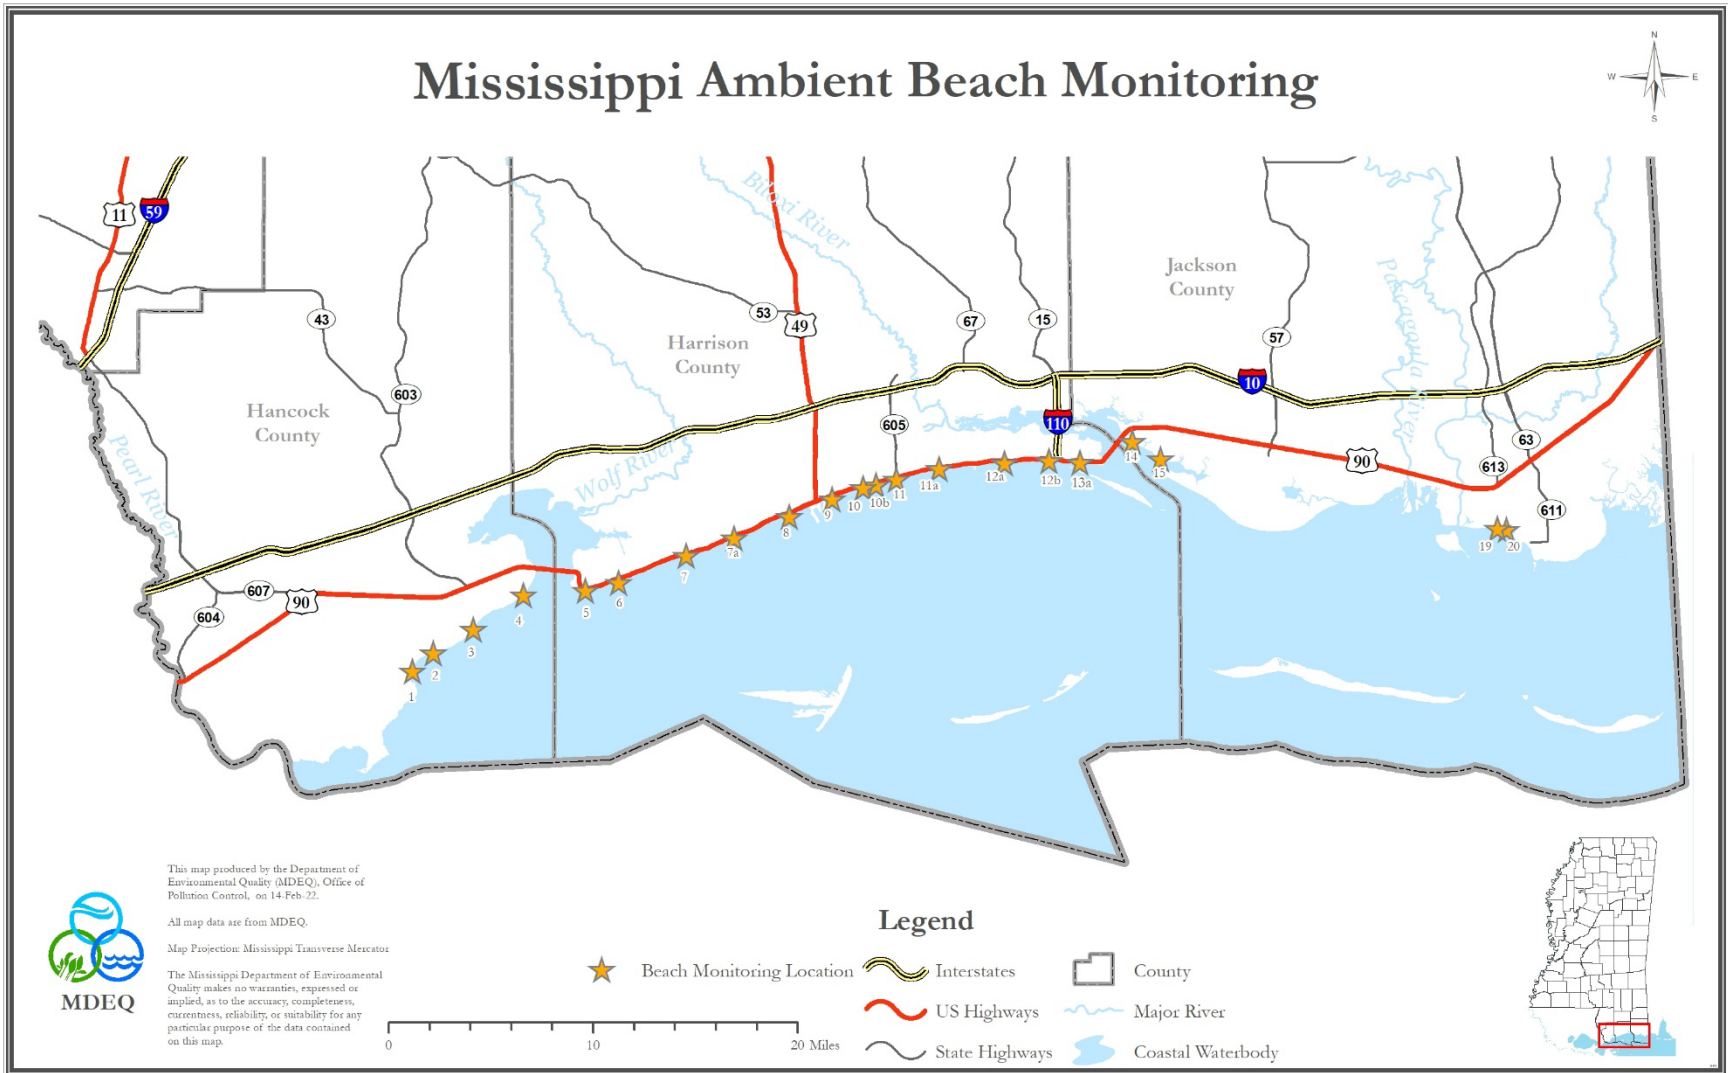 Mississippi Ambient Beach Monitoring
N
W
E
S
11
59
Biloxi River
Jackson
County
Pascagoula River
43
53
49
67
15
57
Harrison
County
10
603
Hancock
County
605
110
Pearl River
Wolf River
90
63
613
611
14
15
13a
12b
12a
11a
11
10b
10
9
8
7a
7
6
5
4
3
2
1
19
20
607
90
604
This map produced by the Department of
Environmental Quality (MDEQ), Office of
Pollution Control, on 14-Feb-22.
All map data are from MDEQ.
Map Projection: Mississippi Transverse Mercator
The Mississippi Department of Environmental
Quality makes no warranties, expressed or
implied, as to the accuracy, completeness,
currentness, reliability, or suitability for any
particular purpose of the data contained
on this map.
MDEQ
0
10
20 Miles
Legend
Beach Monitoring Location
Interstates
County
US Highways
Major River
State Highways
Coastal Waterbody